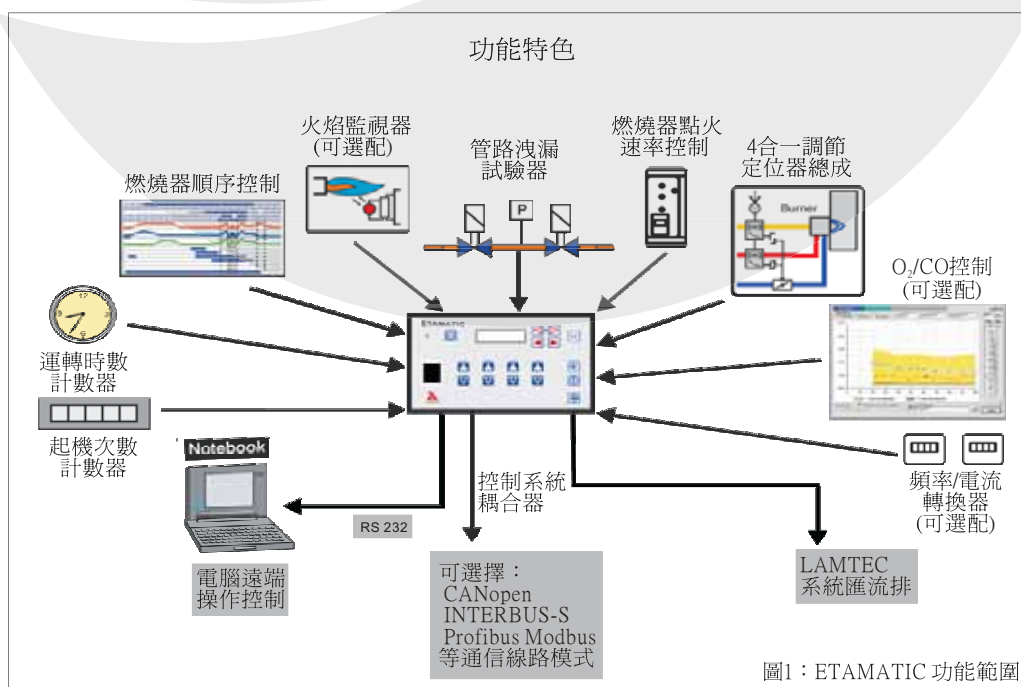 功能特色
火焰監視器
(可選配)
管路洩漏
試驗器
燃燒器點火
速率控制
4合一調節
定位器總成
燃燒器順序控制
P
Burner
O₂/CO控制
(可選配)
12
3
6
9
ETAMATIC
運轉時數
計數器
起機次數
計數器
Notebook
控制系統
耦合器
頻率/電流
轉換器
(可選配)
RS 232
電腦遠端
操作控制
可選擇：
CANopen
INTERBUS-S
Profibus Modbus
等通信線路模式
LAMTEC
系統匯流排
圖1：ETAMATIC 功能範圍